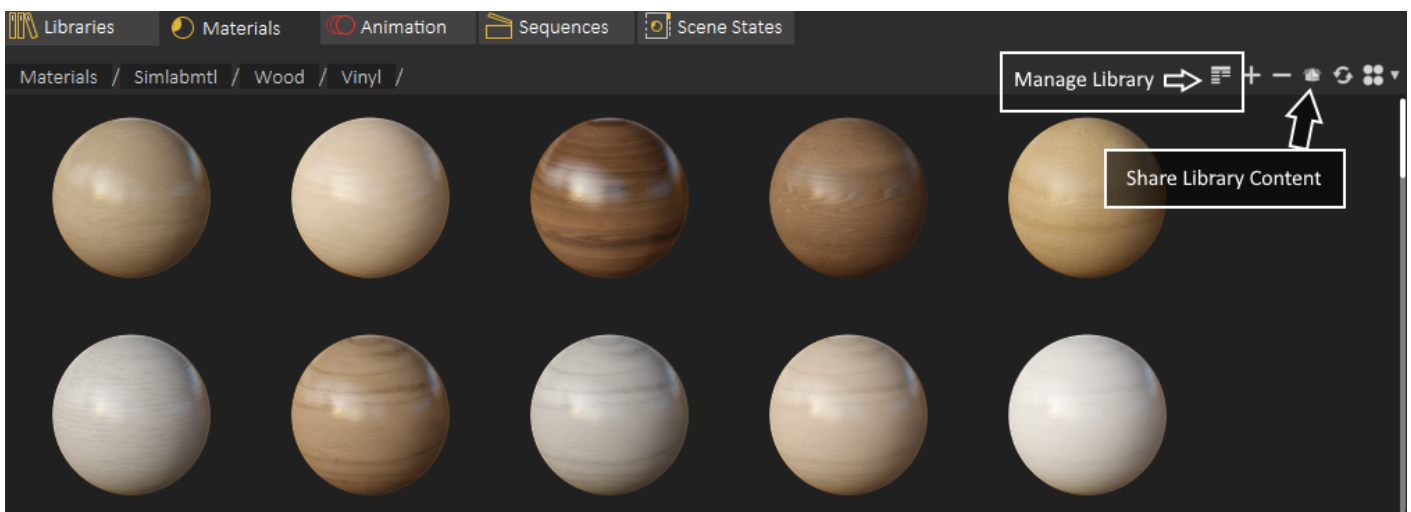 Libraries Materials Animation Sequences Scene States
Materials / Simlabmtl / Wood / Vinyl /
Manage Library
Share Library Content